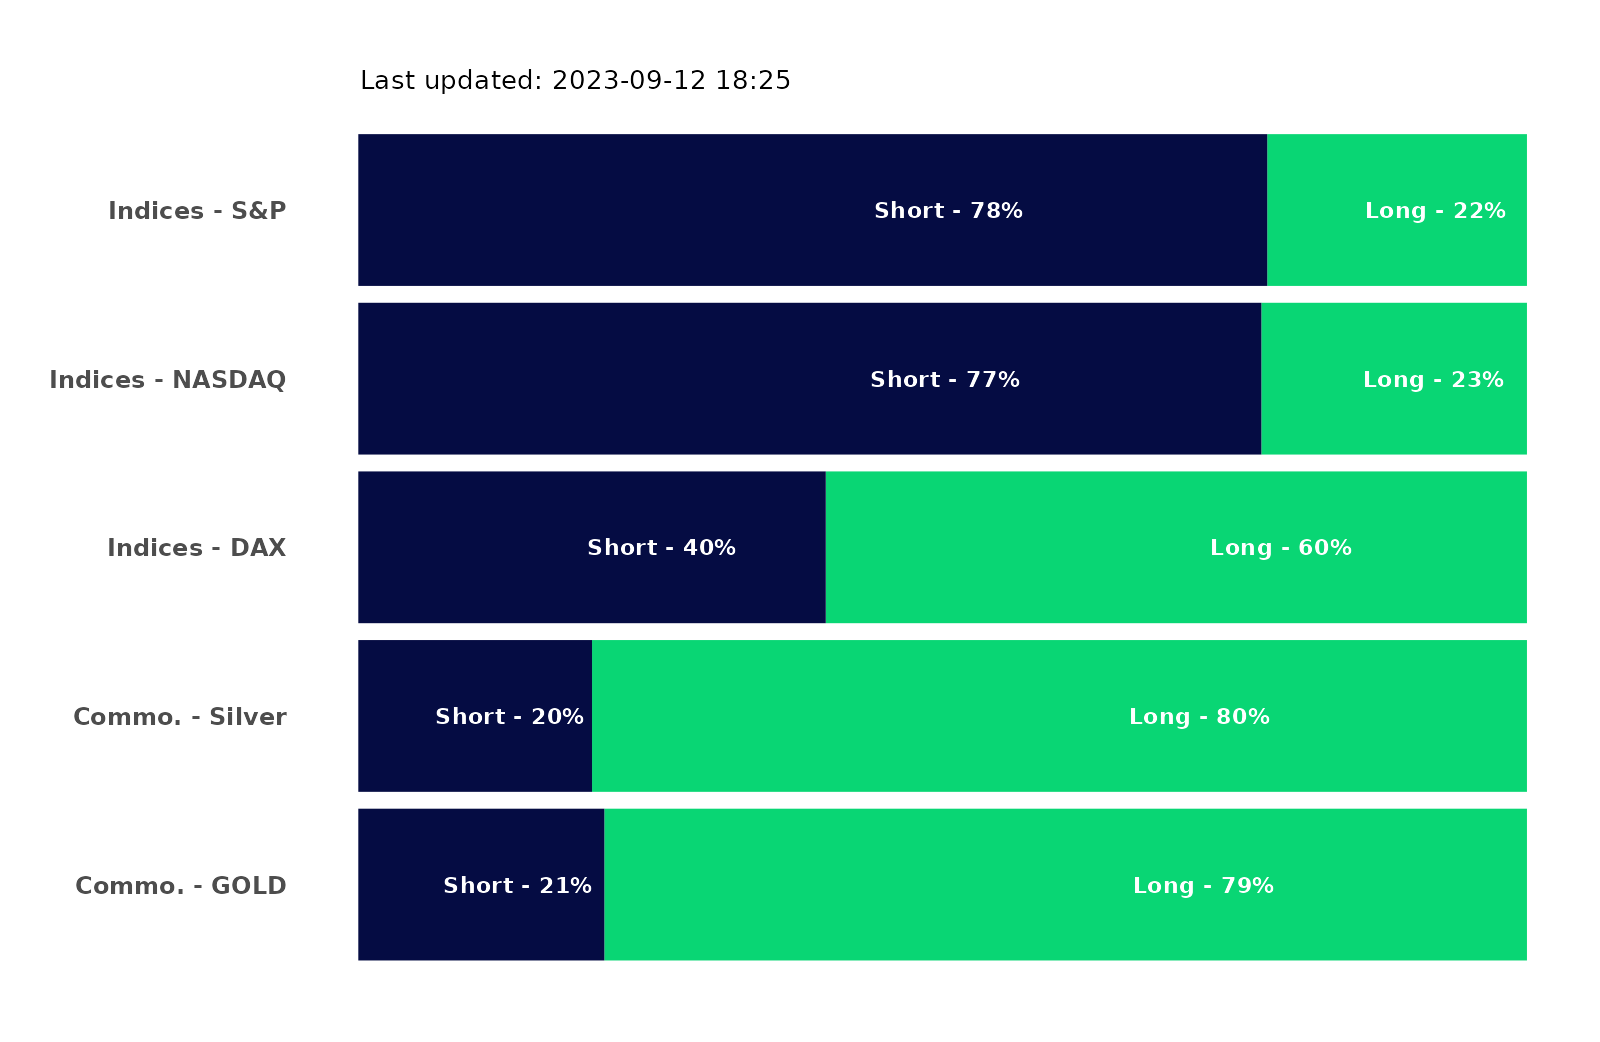 Last updated: 2023-09-12 18:25
Indices - S&P Short - 78% Long - 22%
Indices - NASDAQ Short - 77% Long - 23%
Indices - DAX Short - 40% Long - 60%
Commo. - Silver Short - 20% Long - 80%
Commo. - GOLD Short - 21% Long - 79%